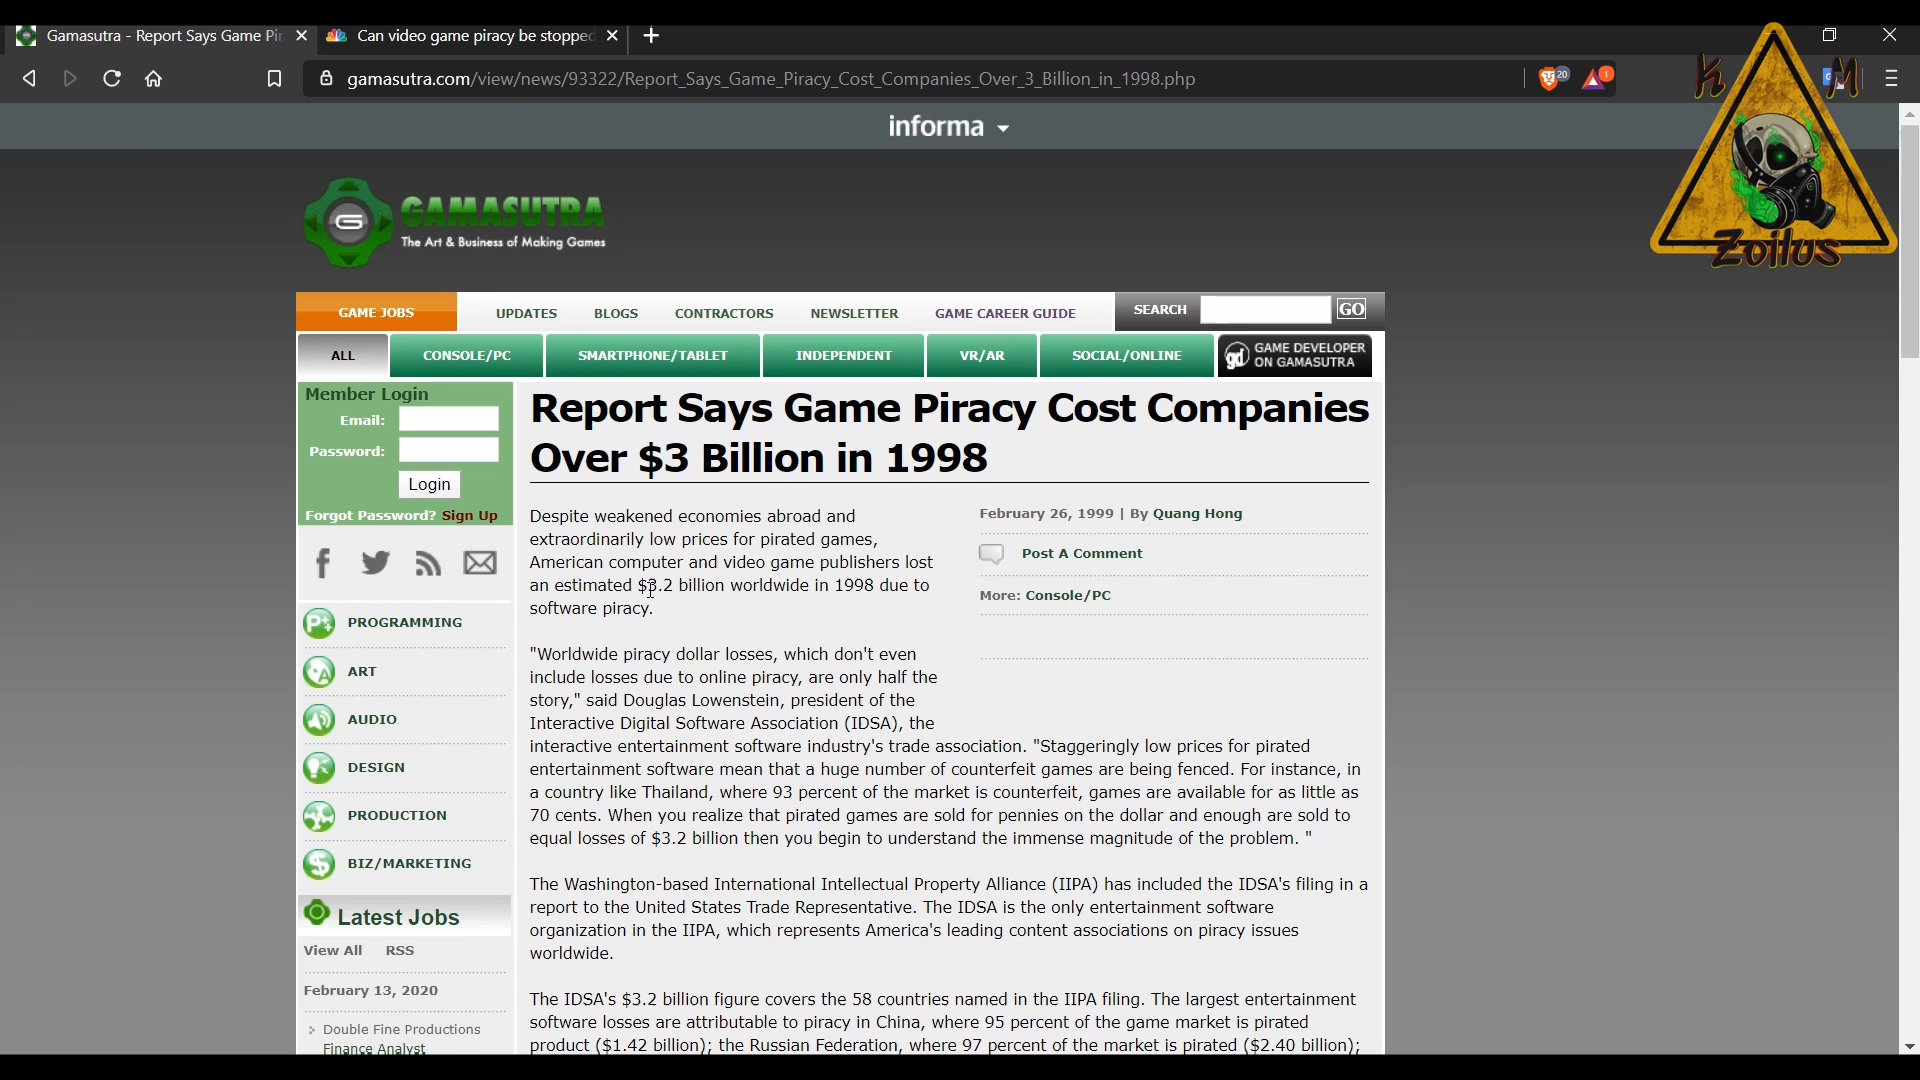 Gamasutra - Report Says Game Pir
Can video game piracy be stopped
gamasutra.com/view/news/93322/Report_Says_Game_Piracy_Cost_Companies_Over_3_Billion_in_1998.php
20
1
K M
Zoilus
informa
G
GAMASUTRA
The Art & Business of Making Games
GAME JOBS
UPDATES
BLOGS
CONTRACTORS
NEWSLETTER
GAME CAREER GUIDE
SEARCH
GO
ALL
CONSOLE/PC
SMARTPHONE/TABLET
INDEPENDENT
VR/AR
SOCIAL/ONLINE
gd
GAME DEVELOPER
ON GAMASUTRA
Member Login
Email:
Password:
Login
Forgot Password? Sign Up
PROGRAMMING
ART
AUDIO
DESIGN
PRODUCTION
BIZ/MARKETING
Latest Jobs
View All RSS
February 13, 2020
Double Fine Productions
Finance Analyst
Report Says Game Piracy Cost Companies
Over $3 Billion in 1998
February 26, 1999 | By Quang Hong
Post A Comment
More: Console/PC
Despite weakened economies abroad and
extraordinarily low prices for pirated games,
American computer and video game publishers lost
an estimated $3.2 billion worldwide in 1998 due to
software piracy.
"Worldwide piracy dollar losses, which don't even
include losses due to online piracy, are only half the
story," said Douglas Lowenstein, president of the
Interactive Digital Software Association (IDSA), the
interactive entertainment software industry's trade association. "Staggeringly low prices for pirated
entertainment software mean that a huge number of counterfeit games are being fenced. For instance, in
a country like Thailand, where 93 percent of the market is counterfeit, games are available for as little as
70 cents. When you realize that pirated games are sold for pennies on the dollar and enough are sold to
equal losses of $3.2 billion then you begin to understand the immense magnitude of the problem. "
The Washington-based International Intellectual Property Alliance (IIPA) has included the IDSA's filing in a
report to the United States Trade Representative. The IDSA is the only entertainment software
organization in the IIPA, which represents America's leading content associations on piracy issues
worldwide.
The IDSA's $3.2 billion figure covers the 58 countries named in the IIPA filing. The largest entertainment
software losses are attributable to piracy in China, where 95 percent of the game market is pirated
product ($1.42 billion); the Russian Federation, where 97 percent of the market is pirated ($2.40 billion);